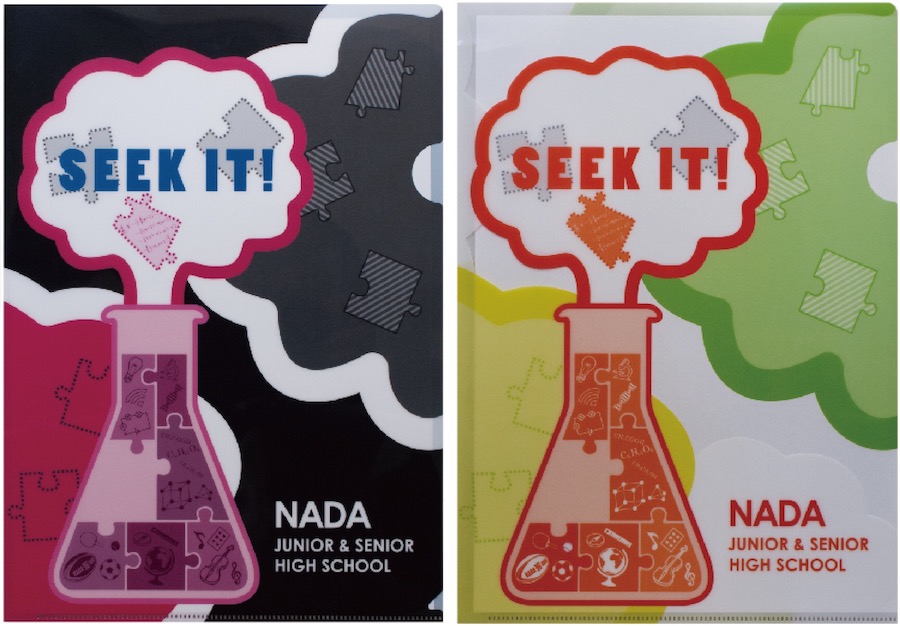 SEEK IT!
NADA
JUNIOR & SENIOR
HIGH SCHOOL
SEEK IT!
NADA
JUNIOR & SENIOR
HIGH SCHOOL